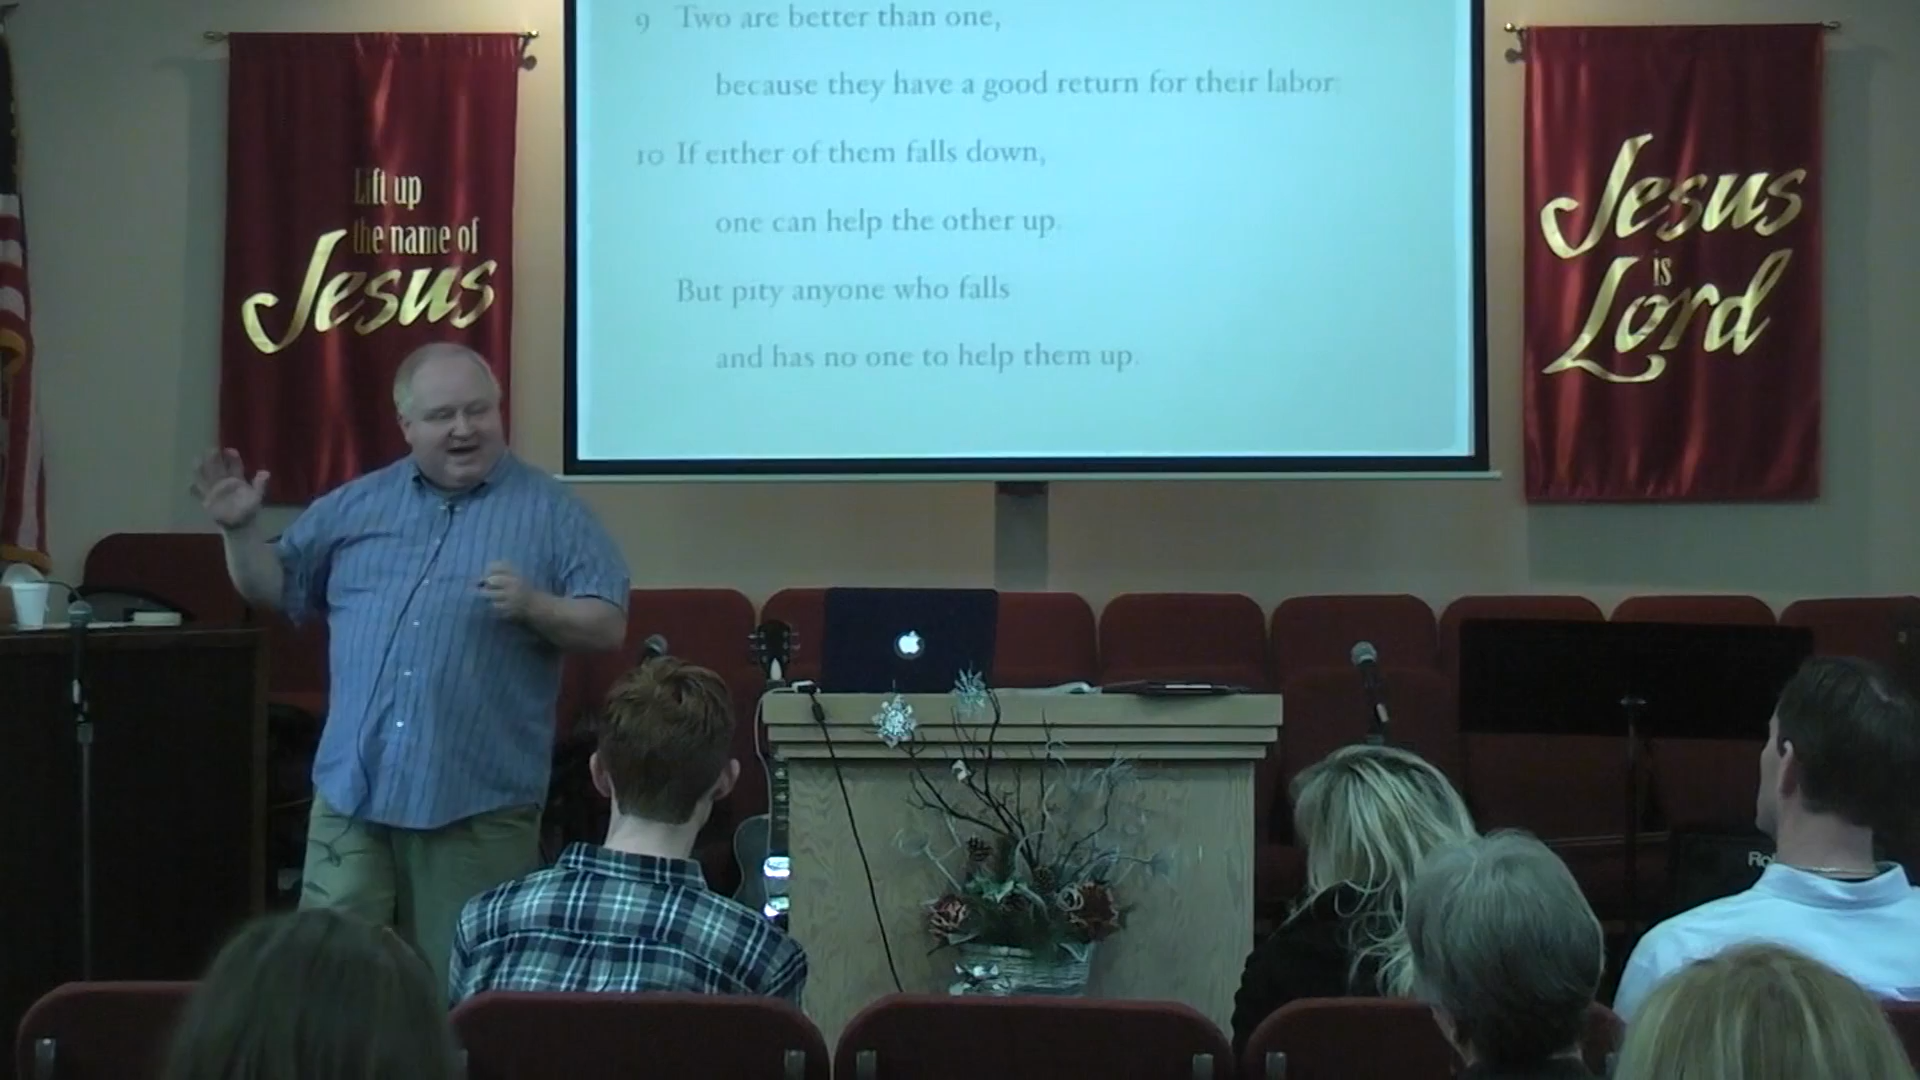 Lift up
the name of
Jesus
9 Two are better than one,
because they have a good return for their labor:
10 If either of them falls down,
one can help the other up.
But pity anyone who falls
and has no one to help them up.
Jesus
is
Lord